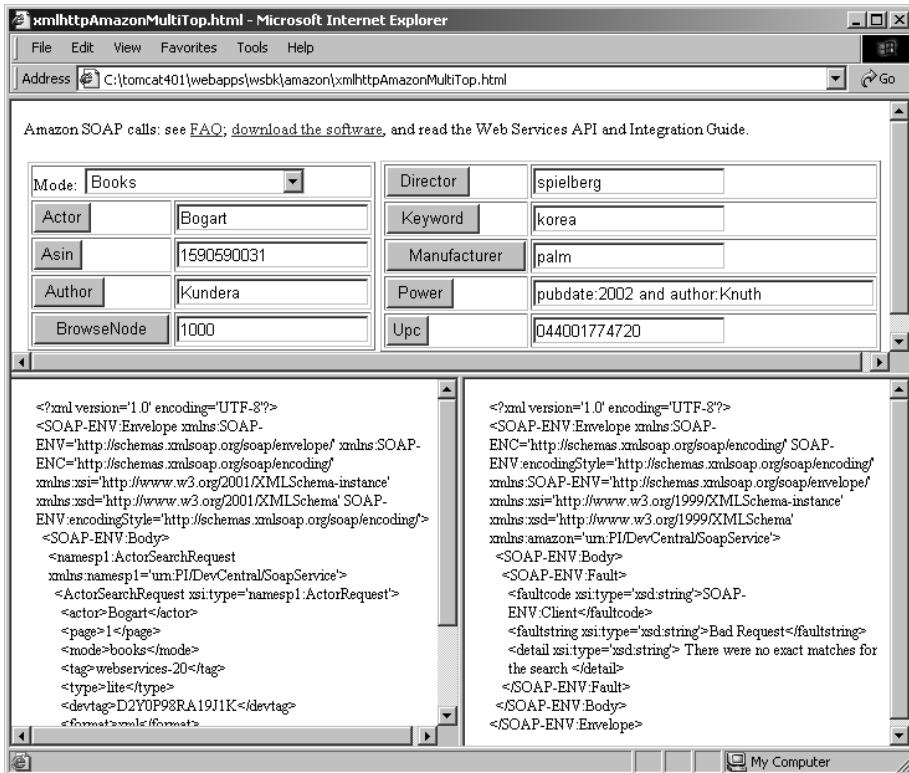 xmlhttpAmazonMultiTop.html - Microsoft Internet Explorer
File Edit View Favorites Tools Help
Address C:\tomcat401\webapps\wsbk\amazon\xmlhttpAmazonMultiTop.html Go
Amazon SOAP calls: see FAQ; download the software, and read the Web Services API and Integration Guide.
Mode: Books
Actor Bogart
Asin 1590590031
Author Kundera
BrowseNode 1000
Director spielberg
Keyword korea
Manufacturer palm
Power pubdate:2002 and author:Knuth
Upc 044001774720
<?xml version='1.0' encoding='UTF-8'?>
<SOAP-ENV:Envelope xmlns:SOAP-
ENV='http://schemas.xmlsoap.org/soap/envelope/' xmlns:SOAP-
ENC='http://schemas.xmlsoap.org/soap/encoding/'
xmlns:xsi='http://www.w3.org/2001/XMLSchema-instance'
xmlns:xsd='http://www.w3.org/2001/XMLSchema' SOAP-
ENV:encodingStyle='http://schemas.xmlsoap.org/soap/encoding/'>
<SOAP-ENV:Body>
<namesp1:ActorSearchRequest
xmlns:namesp1='urn:PI/DevCentral/SoapService'>
<ActorSearchRequest xsi:type='namesp1:ActorRequest'>
<actor>Bogart</actor>
<page>1</page>
<mode>books</mode>
<tag>webservices-20</tag>
<type>lite</type>
<devtag>D2Y0P98RA19J1K</devtag>
<format>xml</format>
<?xml version='1.0' encoding='UTF-8'?>
<SOAP-ENV:Envelope xmlns:SOAP-
ENC='http://schemas.xmlsoap.org/soap/encoding/' SOAP-
ENV:encodingStyle='http://schemas.xmlsoap.org/soap/encoding/'
xmlns:SOAP-ENV='http://schemas.xmlsoap.org/soap/envelope/'
xmlns:xsi='http://www.w3.org/1999/XMLSchema-instance'
xmlns:xsd='http://www.w3.org/1999/XMLSchema'
xmlns:amazon='urn:PI/DevCentral/SoapService'>
<SOAP-ENV:Body>
<SOAP-ENV:Fault>
<faultcode xsi:type='xsd:string'>SOAP-
ENV:Client</faultcode>
<faultstring xsi:type='xsd:string'>Bad Request</faultstring>
<detail xsi:type='xsd:string'> There were no exact matches for
the search </detail>
</SOAP-ENV:Fault>
</SOAP-ENV:Body>
</SOAP-ENV:Envelope>
My Computer